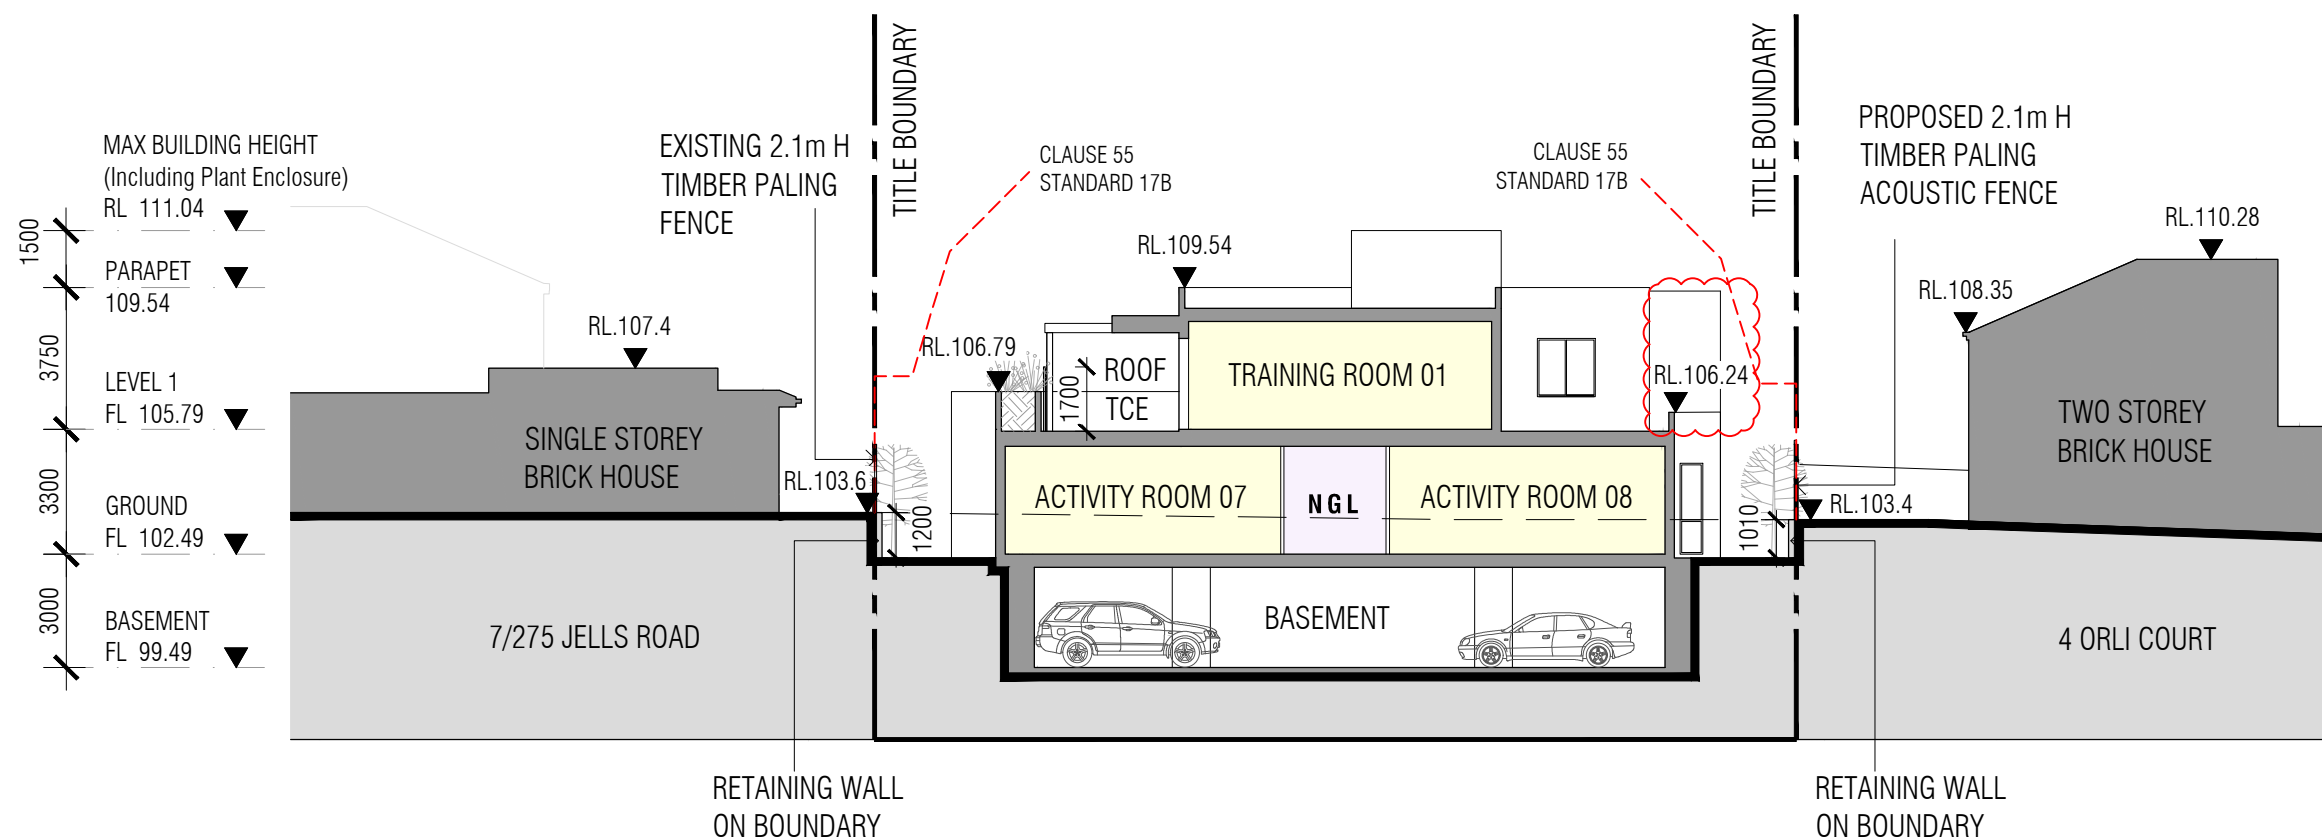 MAX BUILDING HEIGHT
(Including Plant Enclosure)
RL 111.04
1500
PARAPET
109.54
3750
LEVEL 1
FL 105.79
3300
GROUND
FL 102.49
3000
BASEMENT
FL 99.49
EXISTING 2.1m H
TIMBER PALING
FENCE
TITLE BOUNDARY
CLAUSE 55
STANDARD 17B
CLAUSE 55
STANDARD 17B
TITLE BOUNDARY
PROPOSED 2.1m H
TIMBER PALING
ACOUSTIC FENCE
RL.107.4
RL.103.6
SINGLE STOREY
BRICK HOUSE
7/275 JELLS ROAD
RL.106.79
RL.109.54
ROOF
TCE
1700
TRAINING ROOM 01
RL.106.24
1200
ACTIVITY ROOM 07
NGL
ACTIVITY ROOM 08
1010
BASEMENT
RL.110.28
RL.108.35
RL.103.4
TWO STOREY
BRICK HOUSE
4 ORLI COURT
RETAINING WALL
ON BOUNDARY
RETAINING WALL
ON BOUNDARY